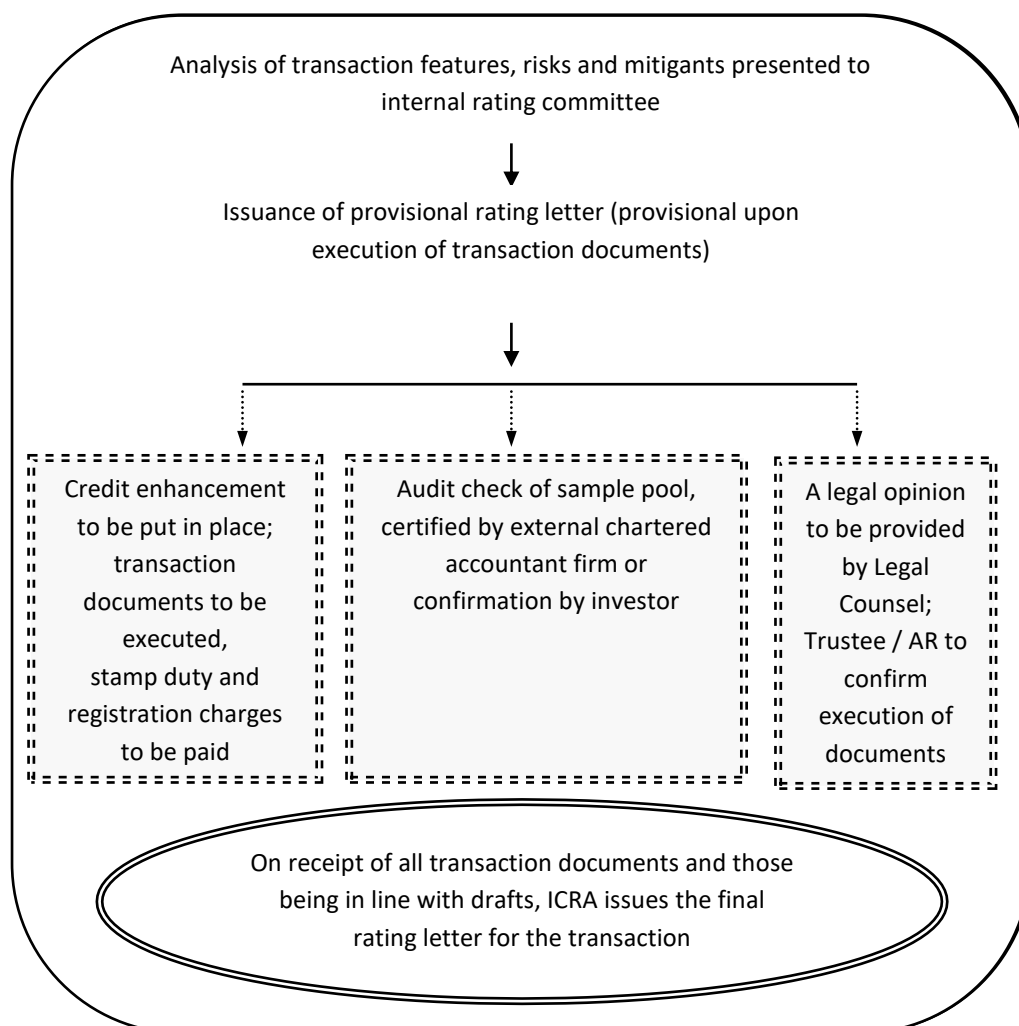 Analysis of transaction features, risks and mitigants presented to
internal rating committee
Issuance of provisional rating letter (provisional upon
execution of transaction documents)
Credit enhancement
to be put in place;
transaction
documents to be
executed,
stamp duty and
registration charges
to be paid
Audit check of sample pool,
certified by external chartered
accountant firm or
confirmation by investor
A legal opinion
to be provided
by Legal
Counsel;
Trustee / AR to
confirm
execution of
documents
On receipt of all transaction documents and those
being in line with drafts, ICRA issues the final
rating letter for the transaction